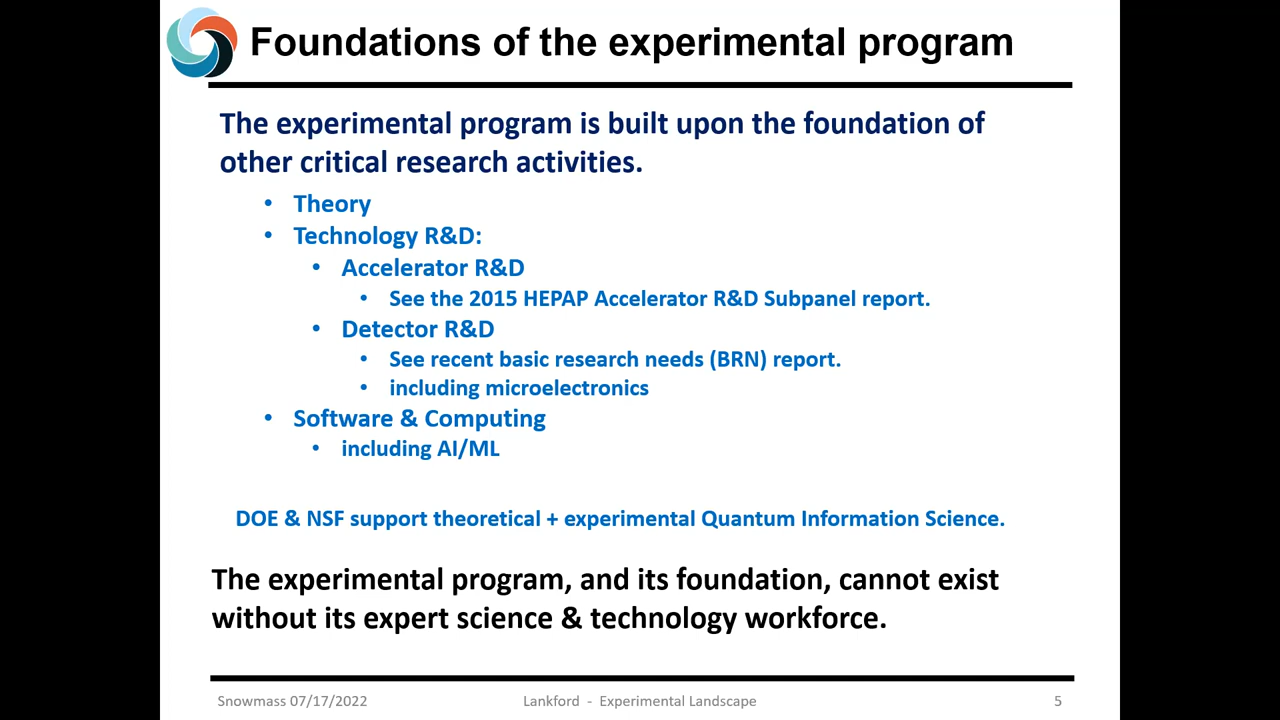 Foundations of the experimental program
The experimental program is built upon the foundation of
other critical research activities.
• Theory
• Technology R&D:
• Accelerator R&D
• See the 2015 HEPAP Accelerator R&D Subpanel report.
• Detector R&D
• See recent basic research needs (BRN) report.
• including microelectronics
• Software & Computing
• including AI/ML
DOE & NSF support theoretical + experimental Quantum Information Science.
The experimental program, and its foundation, cannot exist
without its expert science & technology workforce.
Snowmass 07/17/2022 Lankford - Experimental Landscape 5